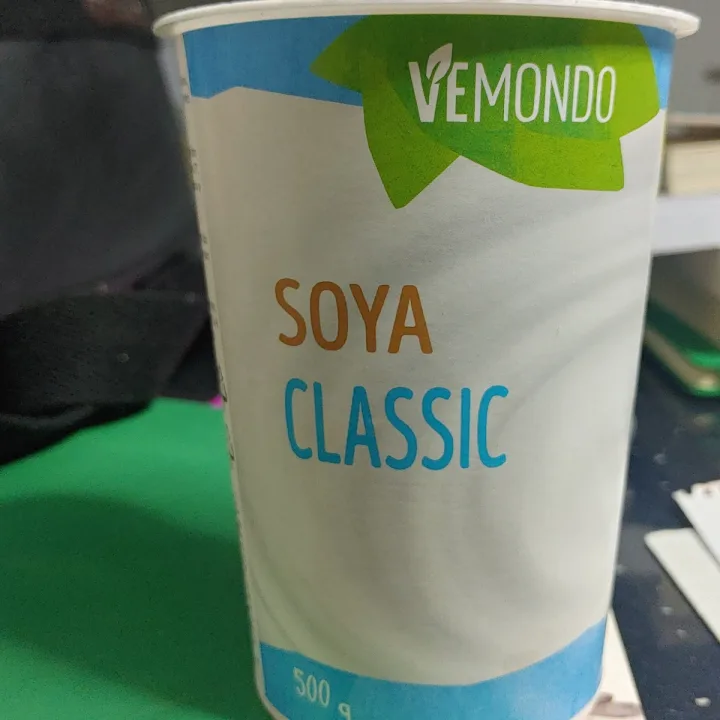 VEMONDO
SOYA
CLASSIC
500 g